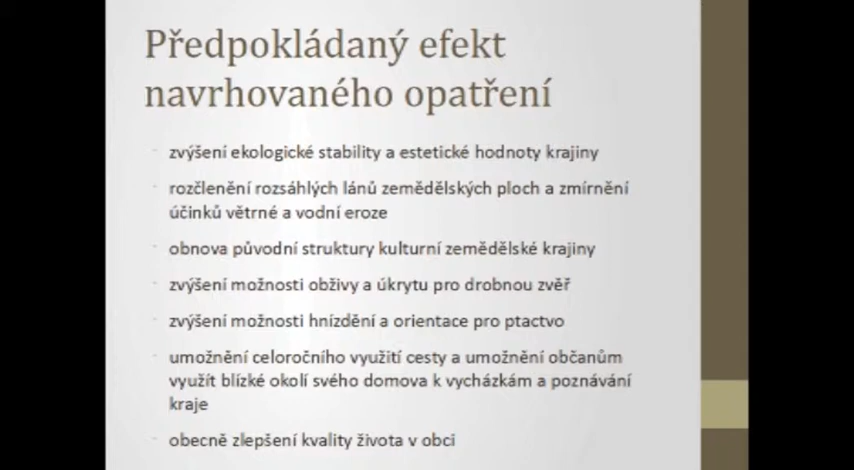 Předpokládaný efekt
navrhovaného opatření
zvýšení ekologické stability a estetické hodnoty krajiny
rozčlenění rozsáhlých lánů zemědělských ploch a zmírnění
účinků větrné a vodní eroze
obnova původní struktury kulturní zemědělské krajiny
zvýšení možnosti obživy a úkrytu pro drobnou zvěř
zvýšení možnosti hnízdění a orientace pro ptactvo
umožnění celoročního využití cesty a umožnění občanům
využít blízké okolí svého domova k vycházkám a poznávání
kraje
obecně zlepšení kvality života v obci